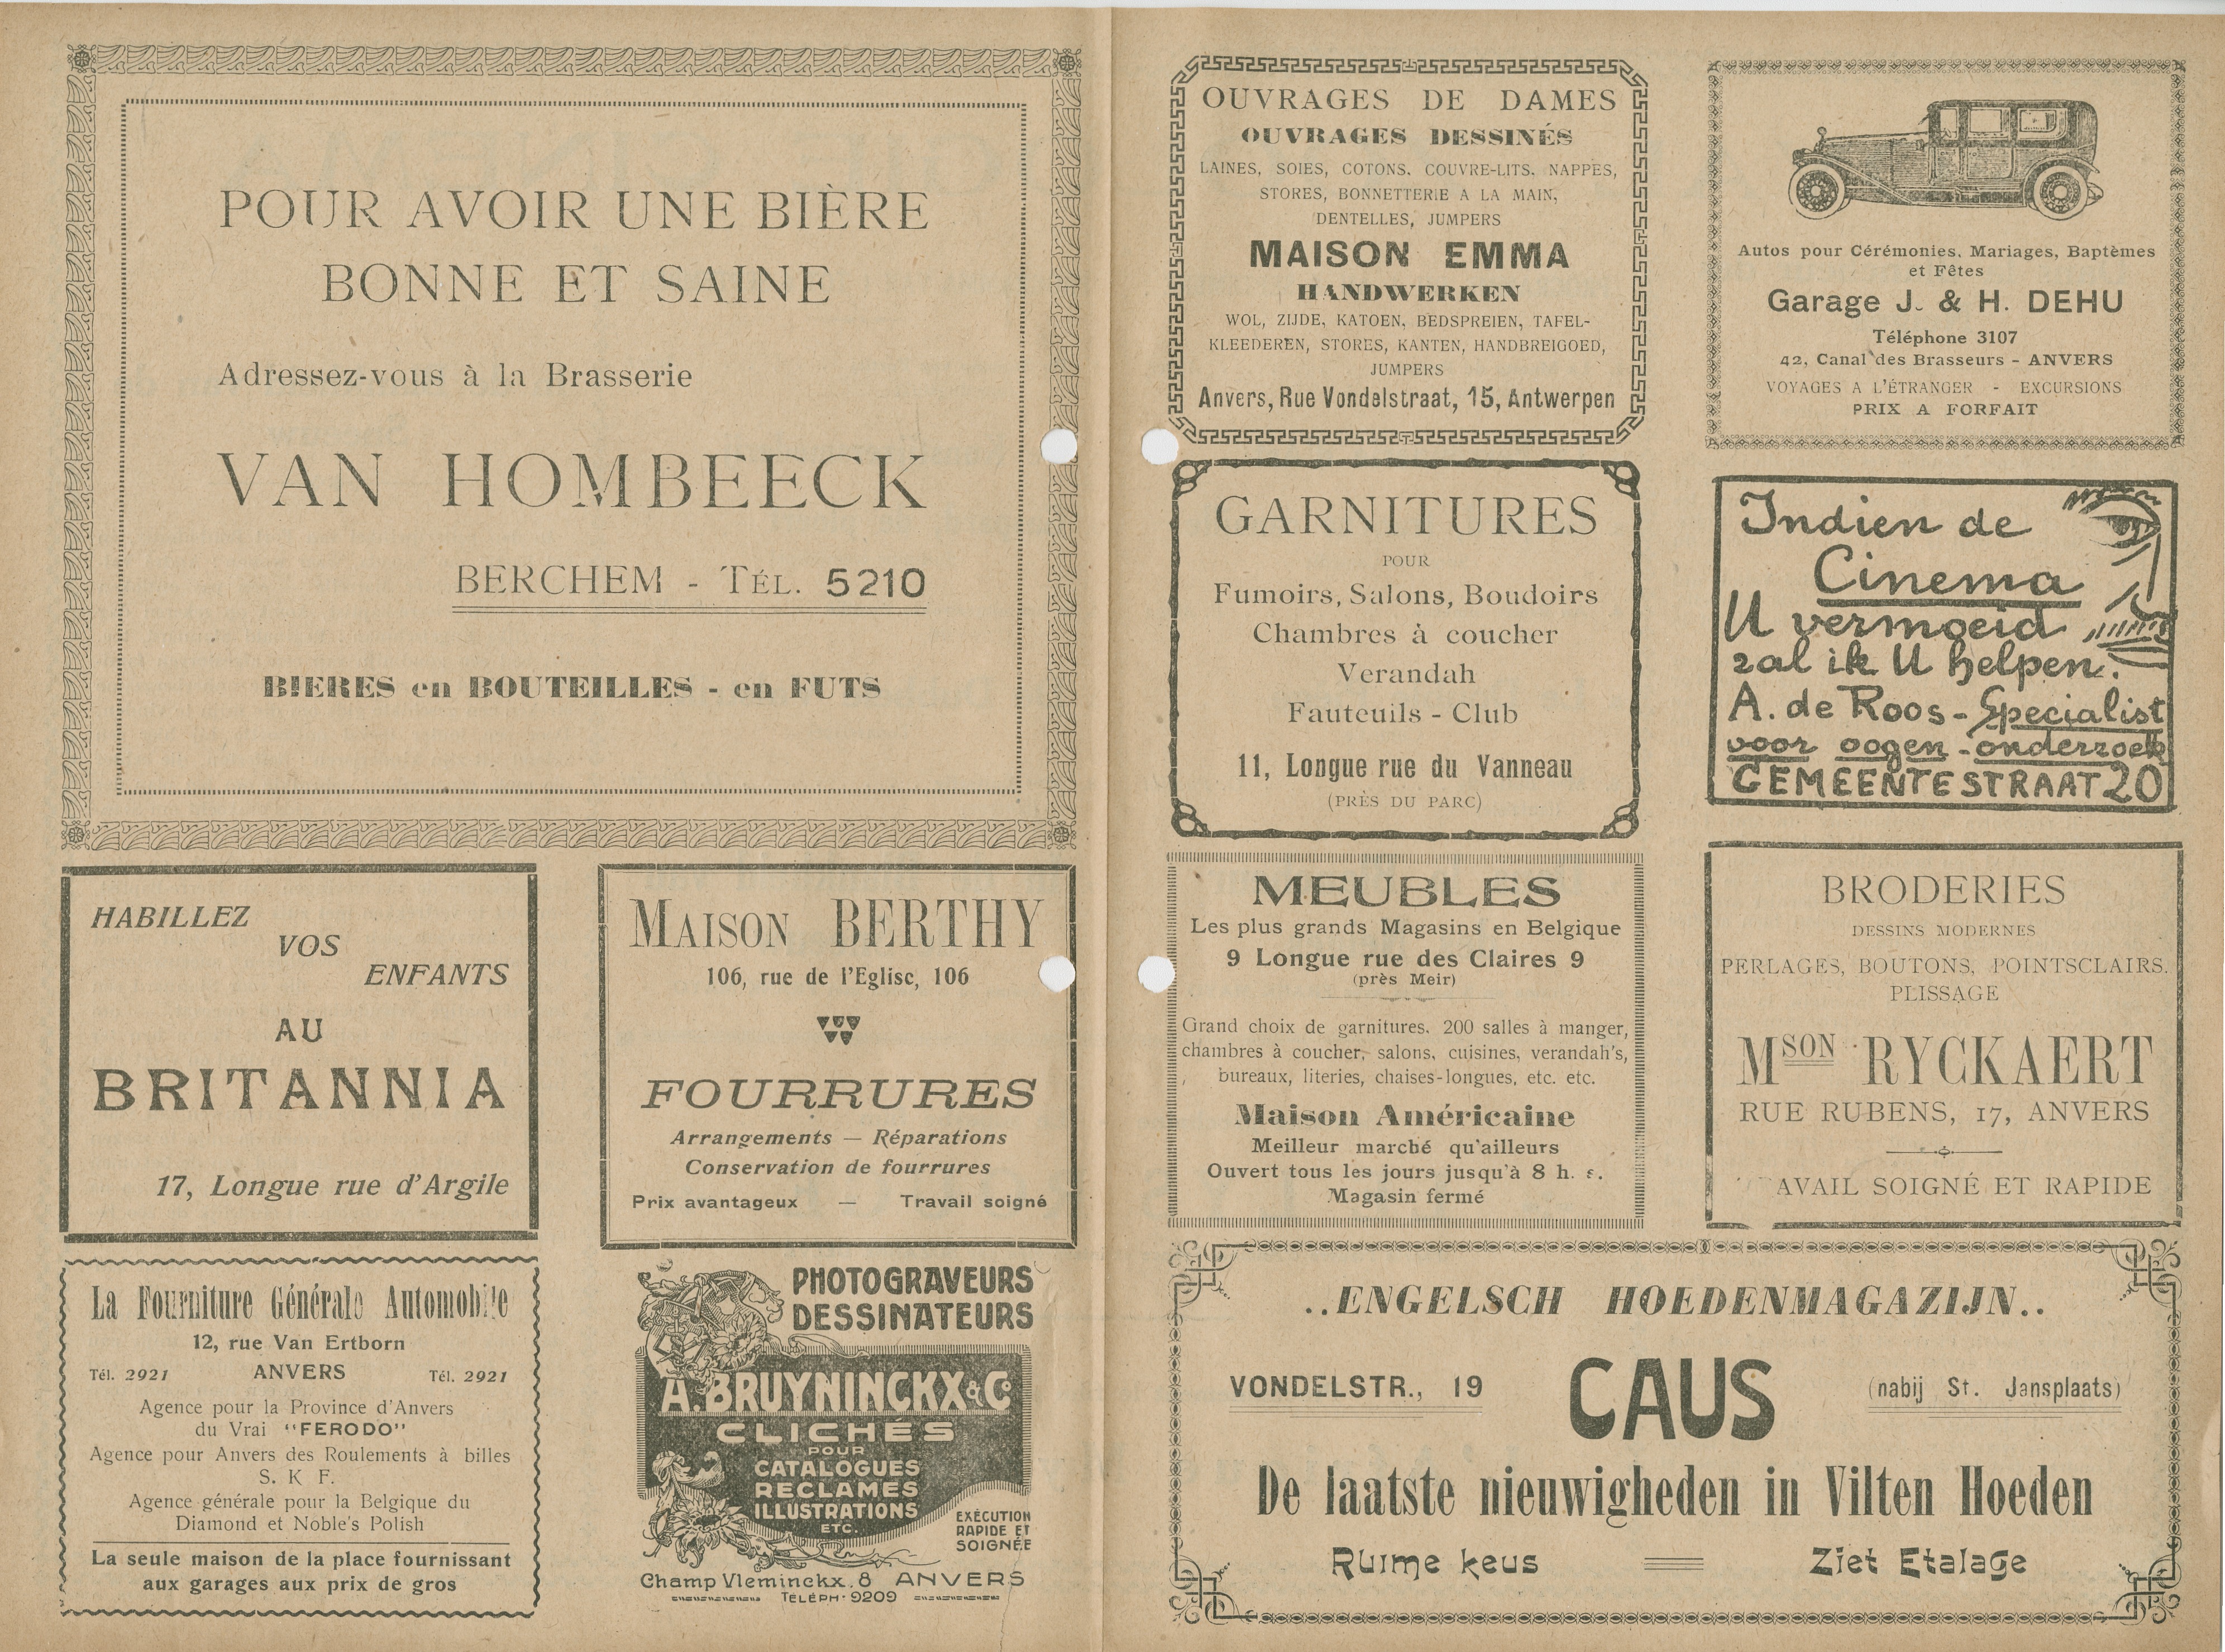 POUR AVOIR UNE BIÈRE
BONNE ET SAINE
Adressez-vous à la Brasserie
VAN HOMBEECK
BERCHEM - TÉL. 5210
BIERES en BOUTEILLES - en FUTS
HABILLEZ
VOS
ENFANTS
AU
BRITANNIA
17, Longue rue d'Argile
MAISON BERTHY
106, rue de l'Eglise, 106
FOURRURES
Arrangements — Réparations
Conservation de fourrures
Prix avantageux — Travail soigné
La Fourniture Générale Automobile
12, rue Van Ertborn
Tél. 2921 ANVERS Tél. 2921
Agence pour la Province d'Anvers
du Vrai "FERODO"
Agence pour Anvers des Roulements à billes
S. K F.
Agence générale pour la Belgique du
Diamond et Noble's Polish
La seule maison de la place fournissant
aux garages aux prix de gros
PHOTOGRAVEURS
DESSINATEURS
A. BRUYNINCKX & Co
CLICHÉS
POUR
CATALOGUES
RECLAMES
ILLUSTRATIONS
ETC.
EXÉCUTION
RAPIDE ET
SOIGNÉE
Champ Vleminckx. 8 ANVERS
TELÉPH. 9209
OUVRAGES DE DAMES
OUVRAGES DESSINÉS
LAINES, SOIES, COTONS, COUVRE-LITS, NAPPES,
STORES, BONNETTERIE A LA MAIN,
DENTELLES, JUMPERS
MAISON EMMA
HANDWERKEN
WOL, ZIJDE, KATOEN, BEDSPREIEN, TAFEL-
KLEEDEREN, STORES, KANTEN, HANDBREIGOED,
JUMPERS
Anvers, Rue Vondelstraat, 15, Antwerpen
Autos pour Cérémonies, Mariages, Baptèmes
et Fêtes
Garage J. & H. DEHU
Téléphone 3107
42, Canal des Brasseurs - ANVERS
VOYAGES A L'ÉTRANGER - EXCURSIONS
PRIX A FORFAIT
GARNITURES
POUR
Fumoirs, Salons, Boudoirs
Chambres à coucher
Verandah
Fauteuils - Club
11, Longue rue du Vanneau
(PRÈS DU PARC)
Indien de
Cinema
U vermoeid
zal ik U helpen.
A. de Roos - Specialist
voor oogen-onderzoek
GEMEENTESTRAAT 20
MEUBLES
Les plus grands Magasins en Belgique
9 Longue rue des Claires 9
(près Meir)
Grand choix de garnitures. 200 salles à manger,
chambres à coucher, salons, cuisines, verandah's,
bureaux, literies, chaises-longues, etc. etc.
Maison Américaine
Meilleur marché qu'ailleurs
Ouvert tous les jours jusqu'à 8 h. s.
Magasin fermé
BRODERIES
DESSINS MODERNES
PERLAGES, BOUTONS, POINTSCLAIRS.
PLISSAGE
MSON RYCKAERT
RUE RUBENS, 17, ANVERS
AVAIL SOIGNÉ ET RAPIDE
..ENGELSCH HOEDENMAGAZIJN..
VONDELSTR., 19 CAUS (nabij St. Jansplaats)
De laatste nieuwigheden in Vilten Hoeden
Ruime keus Ziet Etalage